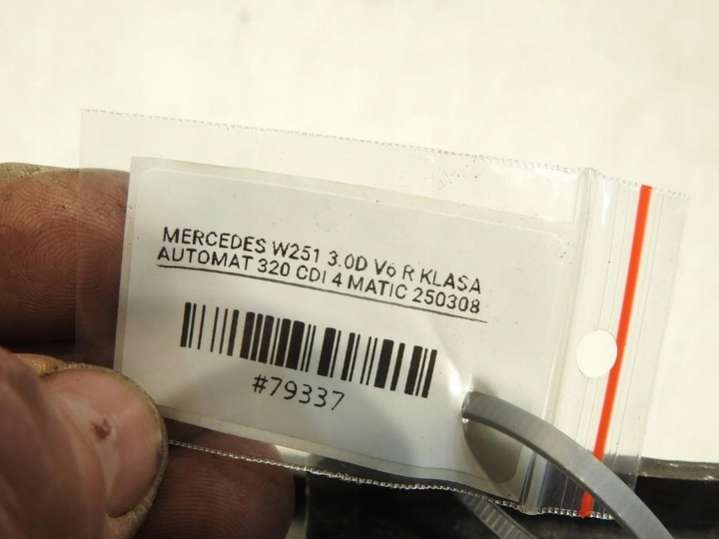 MERCEDES W251 3.0D V6 R KLASA
AUTOMAT 320 CDI 4 MATIC 250308
#79337